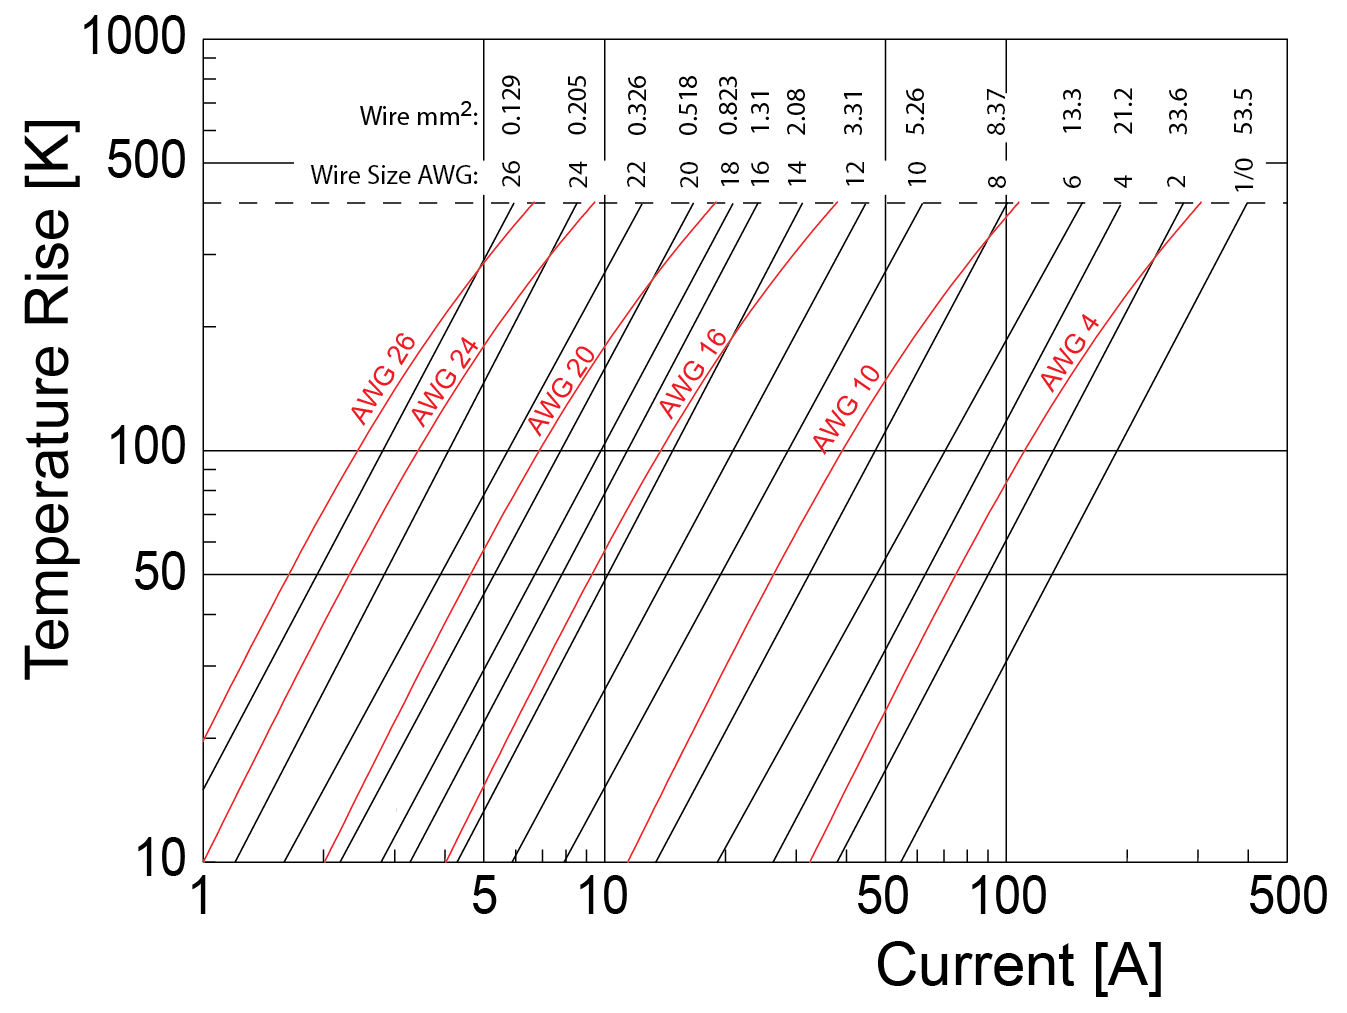 Temperature Rise [K]
1000
500
100
50
10
Wire mm²: 0.129 0.205 0.326 0.518 0.823 1.31 2.08 3.31 5.26 8.37 13.3 21.2 33.6 53.5
Wire Size AWG: 26 24 22 20 18 16 14 12 10 8 6 4 2 1/0
AWG 26
AWG 24
AWG 20
AWG 16
AWG 10
AWG 4
1 5 10 50 100 500
Current [A]